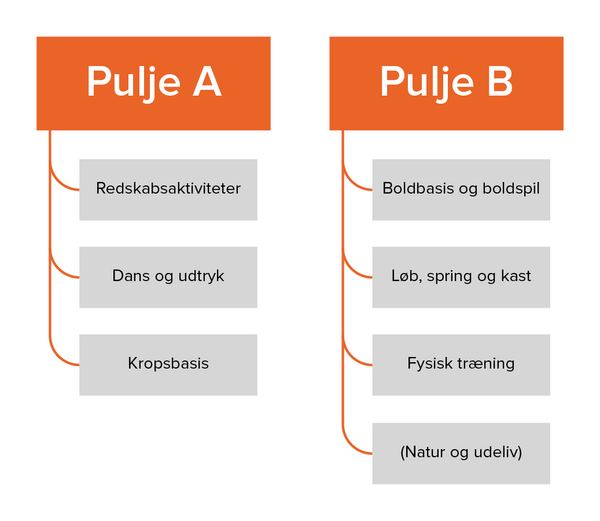 Pulje A
Redskabsaktiviteter
Dans og udtryk
Kropsbasis
Pulje B
Boldbasis og boldspil
Løb, spring og kast
Fysisk træning
(Natur og udeliv)